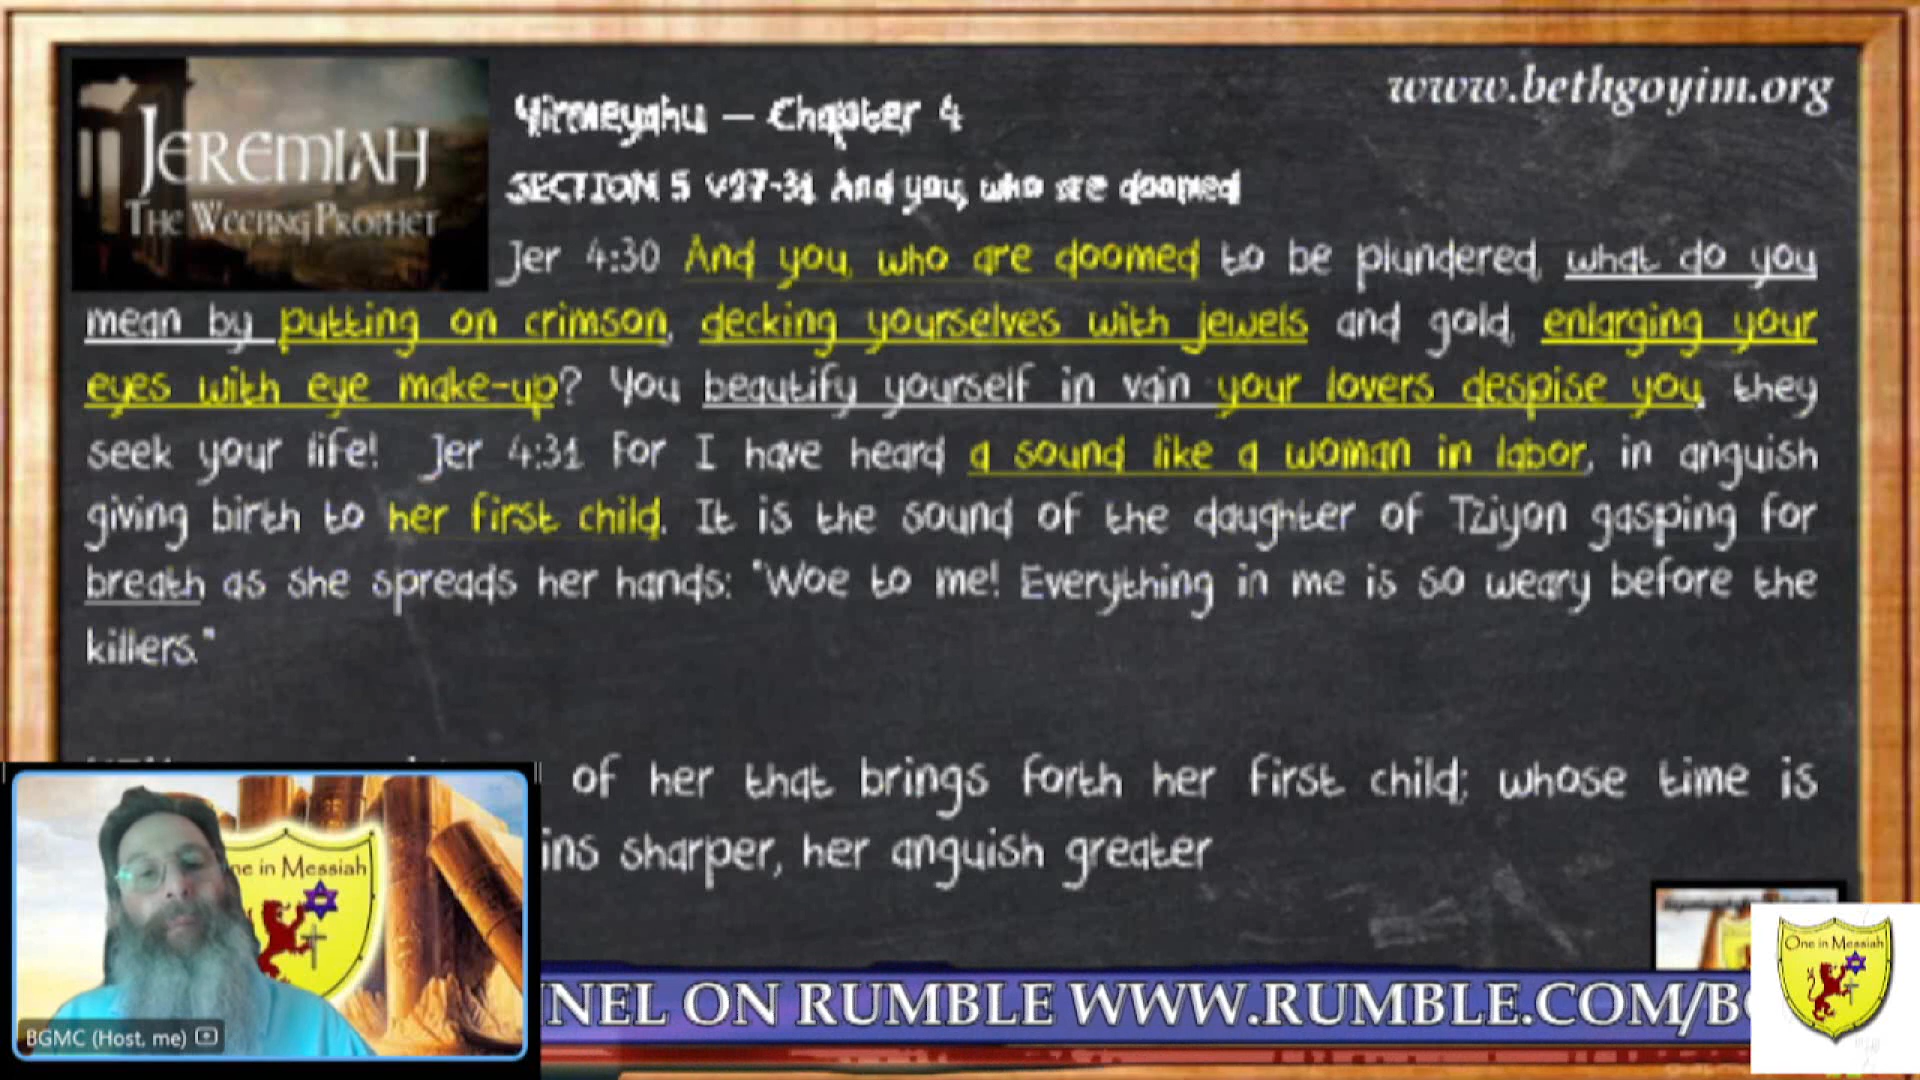 JEREMIAH
THE WEEPING PROPHET
www.bethgoyim.org
Yirmeyahu – Chapter 4
SECTION 5 v27-31 And you, who are doomed
Jer 4:30 And you, who are doomed to be plundered, what do you
mean by putting on crimson, decking yourselves with jewels and gold, enlarging your
eyes with eye make-up? You beautify yourself in vain your lovers despise you, they
seek your life! Jer 4:31 For I have heard a sound like a woman in labor, in anguish
giving birth to her first child. It is the sound of the daughter of Tziyon gasping for
breath as she spreads her hands: "Woe to me! Everything in me is so weary before the
killers."
of her that brings forth her first child; whose time is
ins sharper, her anguish greater
ne in Messiah
BGMC (Host, me)
NEL ON RUMBLE WWW.RUMBLE.COM/B
One in Messiah